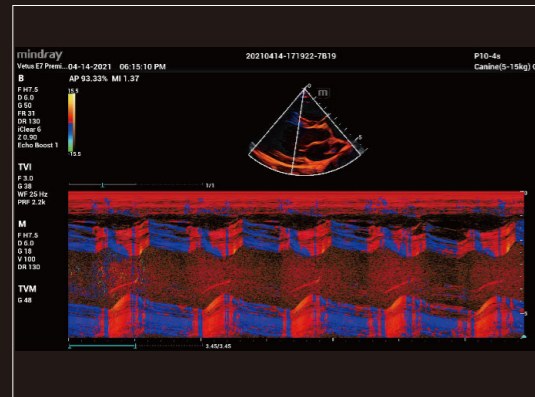 mindray
Vetus E7 Premi... 04-14-2021 06:15:10 PM
20210414-171922-7B19
P10-4s
Canine(5-15kg)
AP 93.33% MI 1.37
B
F H7.5
D 6.0
G 50
FR 31
DR 130
iClear 6
Z 0.90
Echo Boost 1
15.5
-15.5
m
0
5
TVI
F 3.0
G 38
WF 25 Hz
PRF 2.2k
1/1
M
F H7.5
D 6.0
G 18
V 100
DR 130
TVM
G 48
0
5
3.45/3.45